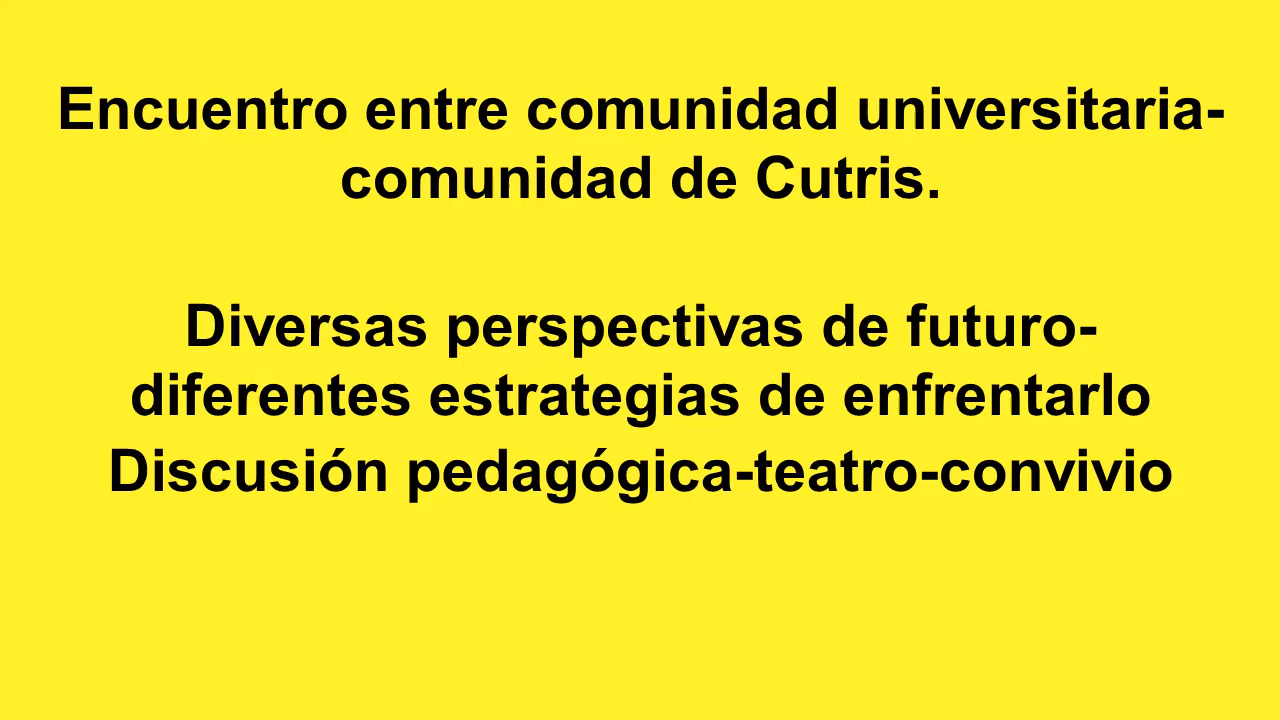 Encuentro entre comunidad universitaria-
comunidad de Cutris.
Diversas perspectivas de futuro-
diferentes estrategias de enfrentarlo
Discusión pedagógica-teatro-convivio